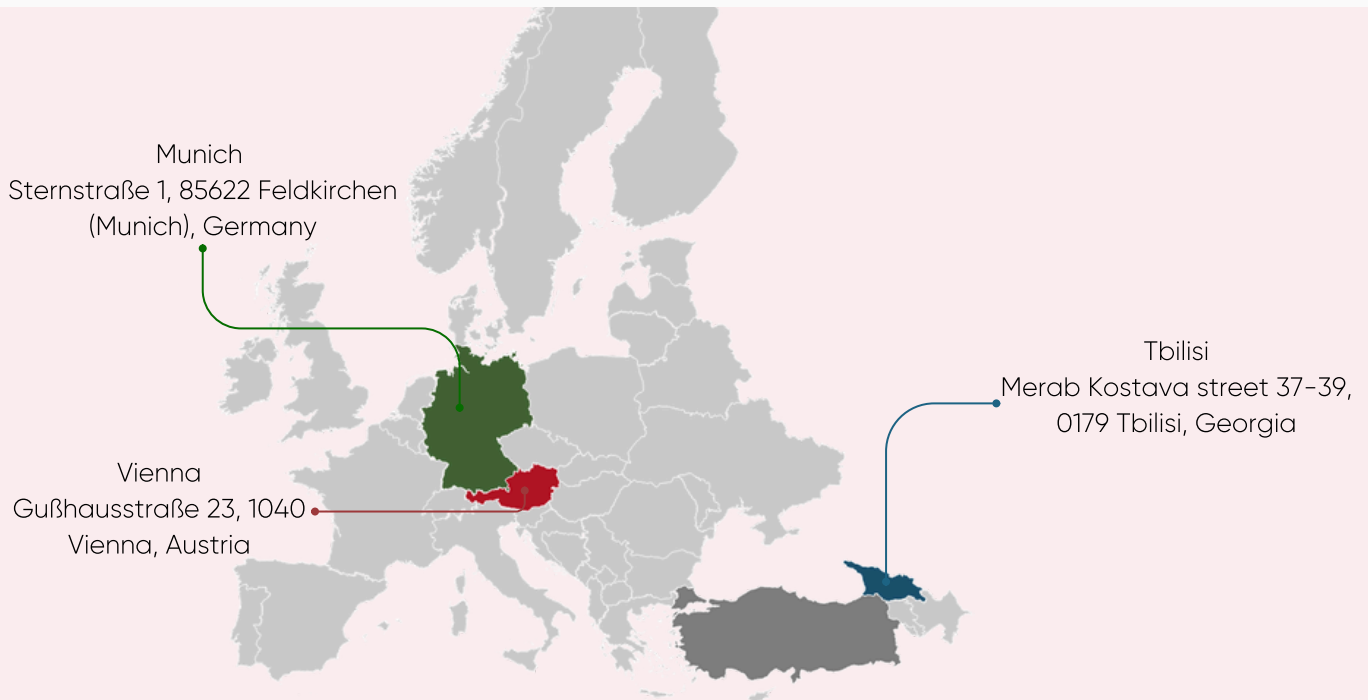 Munich
Sternstraße 1, 85622 Feldkirchen
(Munich), Germany
Tbilisi
Merab Kostava street 37-39,
0179 Tbilisi, Georgia
Vienna
Gußhausstraße 23, 1040
Vienna, Austria